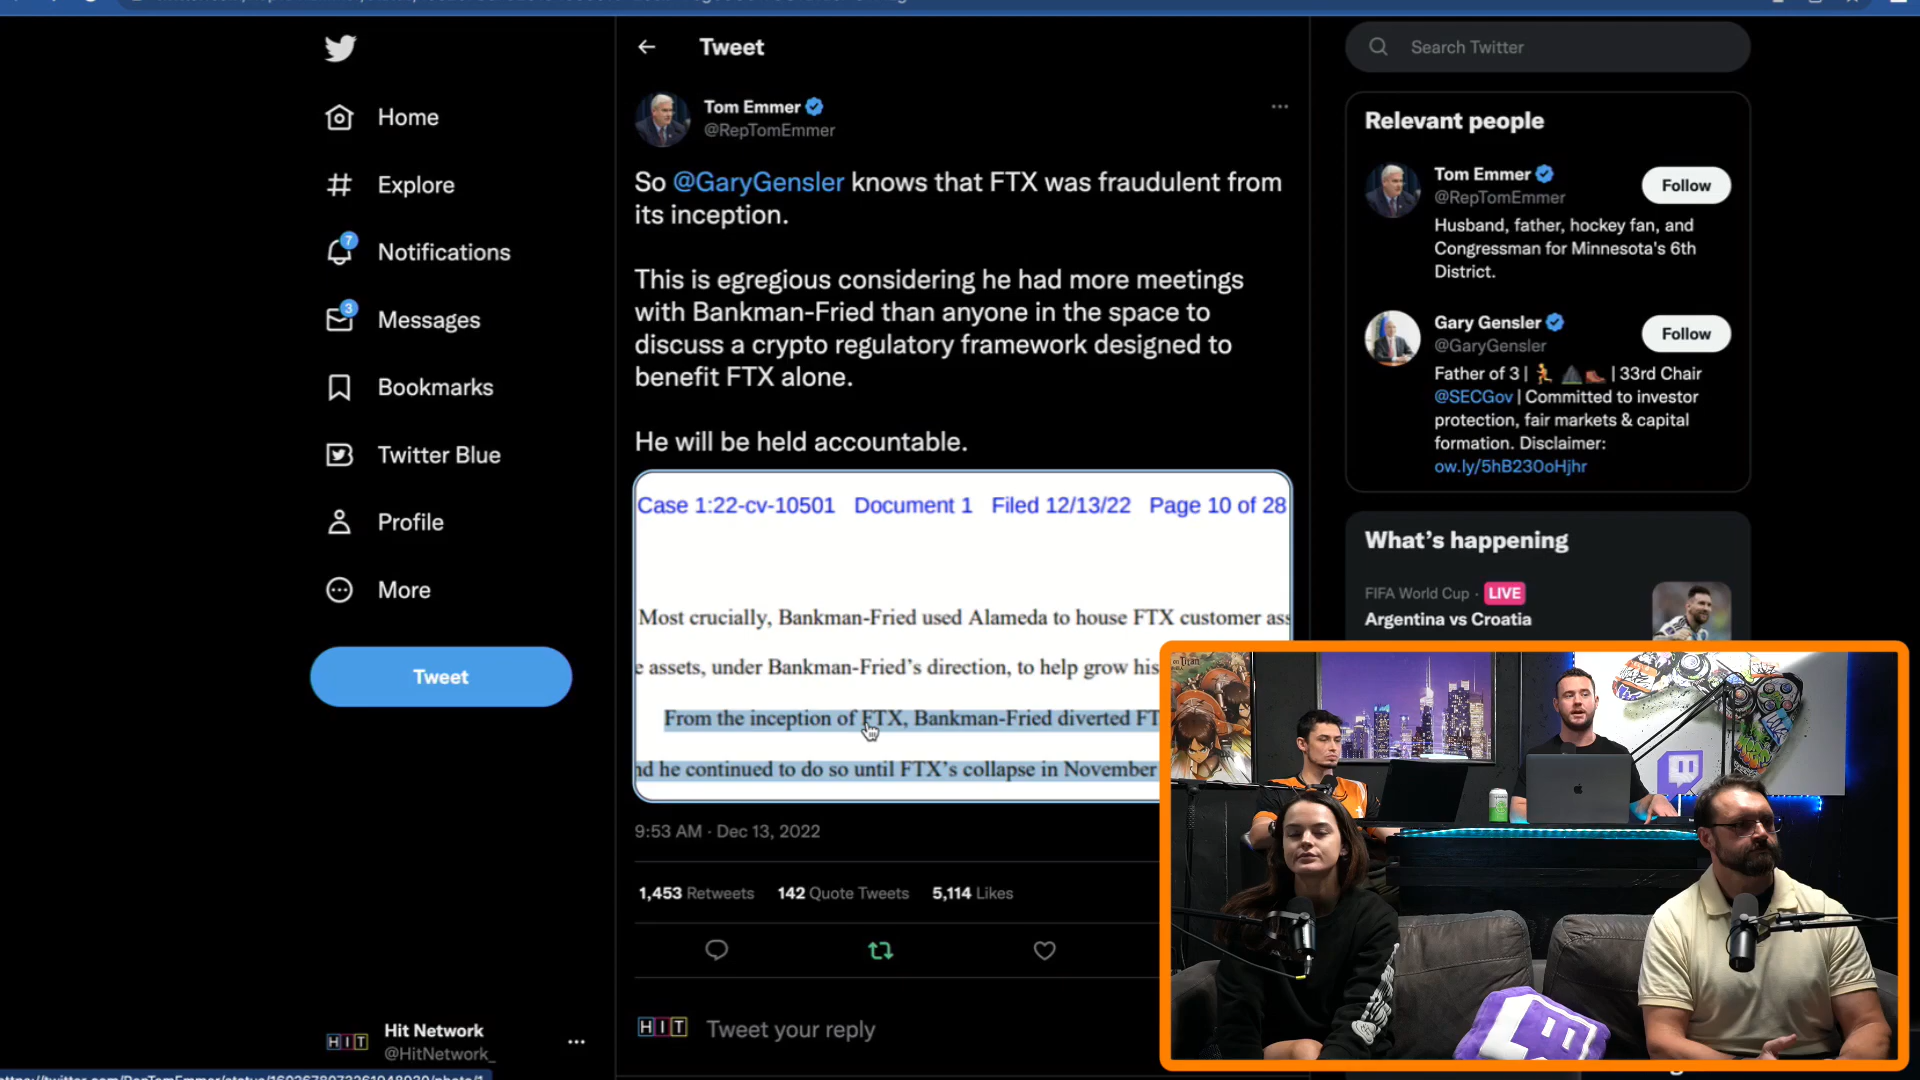 Tweet
Search Twitter
Home
Explore
7
Notifications
3
Messages
Bookmarks
Twitter Blue
Profile
More
Tweet
Hit Network
@HitNetwork_
Tom Emmer
@RepTomEmmer
So @GaryGensler knows that FTX was fraudulent from
its inception.
This is egregious considering he had more meetings
with Bankman-Fried than anyone in the space to
discuss a crypto regulatory framework designed to
benefit FTX alone.
He will be held accountable.
Case 1:22-cv-10501 Document 1 Filed 12/13/22 Page 10 of 28
Most crucially, Bankman-Fried used Alameda to house FTX customer ass
e assets, under Bankman-Fried's direction, to help grow his
From the inception of FTX, Bankman-Fried diverted FT
nd he continued to do so until FTX's collapse in November
9:53 AM · Dec 13, 2022
1,453 Retweets 142 Quote Tweets 5,114 Likes
HIT
Tweet your reply
Relevant people
Tom Emmer
@RepTomEmmer
Follow
Husband, father, hockey fan, and
Congressman for Minnesota's 6th
District.
Gary Gensler
@GaryGensler
Follow
Father of 3 | | 33rd Chair
@SECGov | Committed to investor
protection, fair markets & capital
formation. Disclaimer:
ow.ly/5hB230oHjhr
What's happening
FIFA World Cup · LIVE
Argentina vs Croatia
HIT